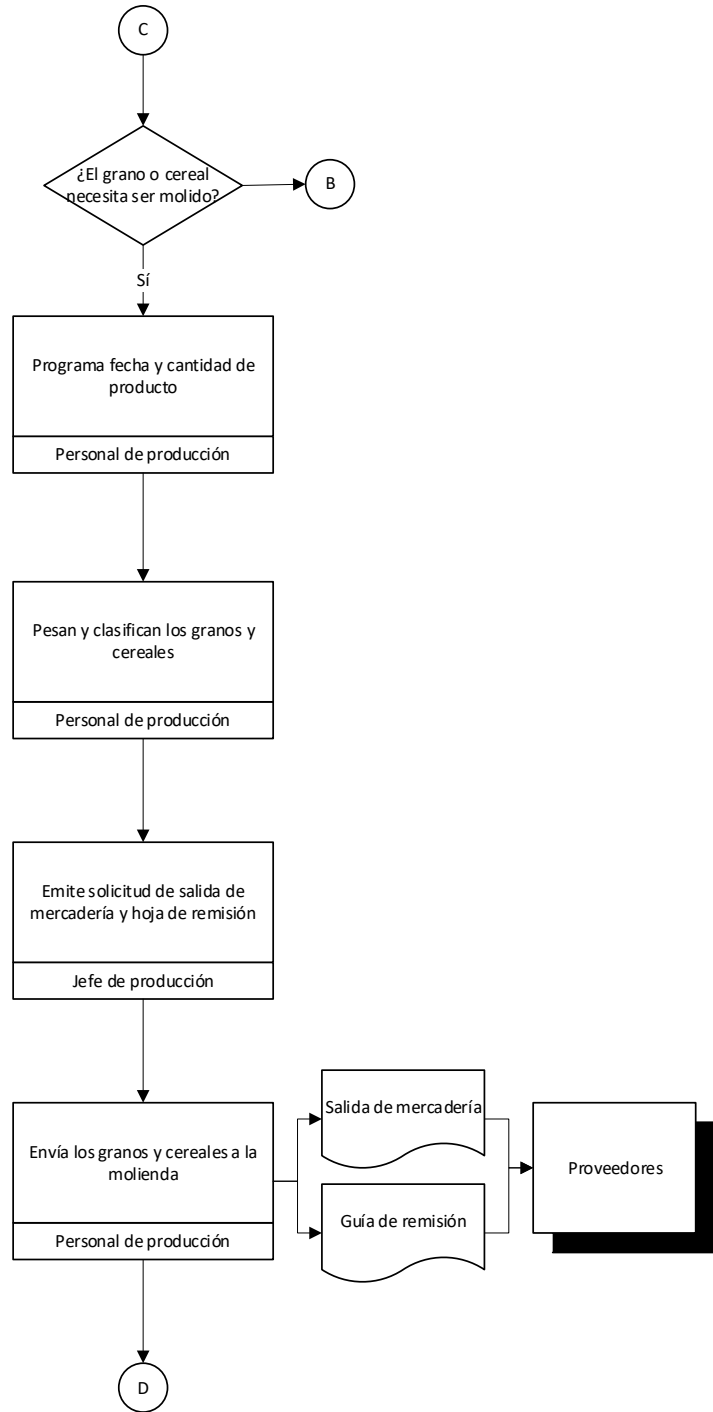 C
¿El grano o cereal
necesita ser molido?
B
Sí
Programa fecha y cantidad de
producto
Personal de producción
Pesan y clasifican los granos y
cereales
Personal de producción
Emite solicitud de salida de
mercadería y hoja de remisión
Jefe de producción
Envía los granos y cereales a la
molienda
Personal de producción
Salida de mercadería
Guía de remisión
Proveedores
D